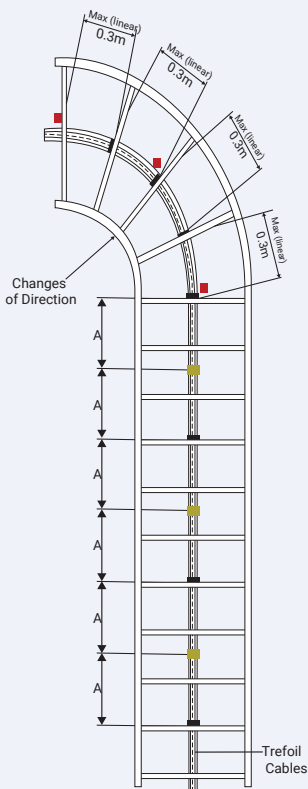 Max (linear)
0.3m
Max (linear)
0.3m
Max (linear)
0.3m
Max (linear)
0.3m
Changes
of Direction
A
A
A
A
A
A
Trefoil
Cables